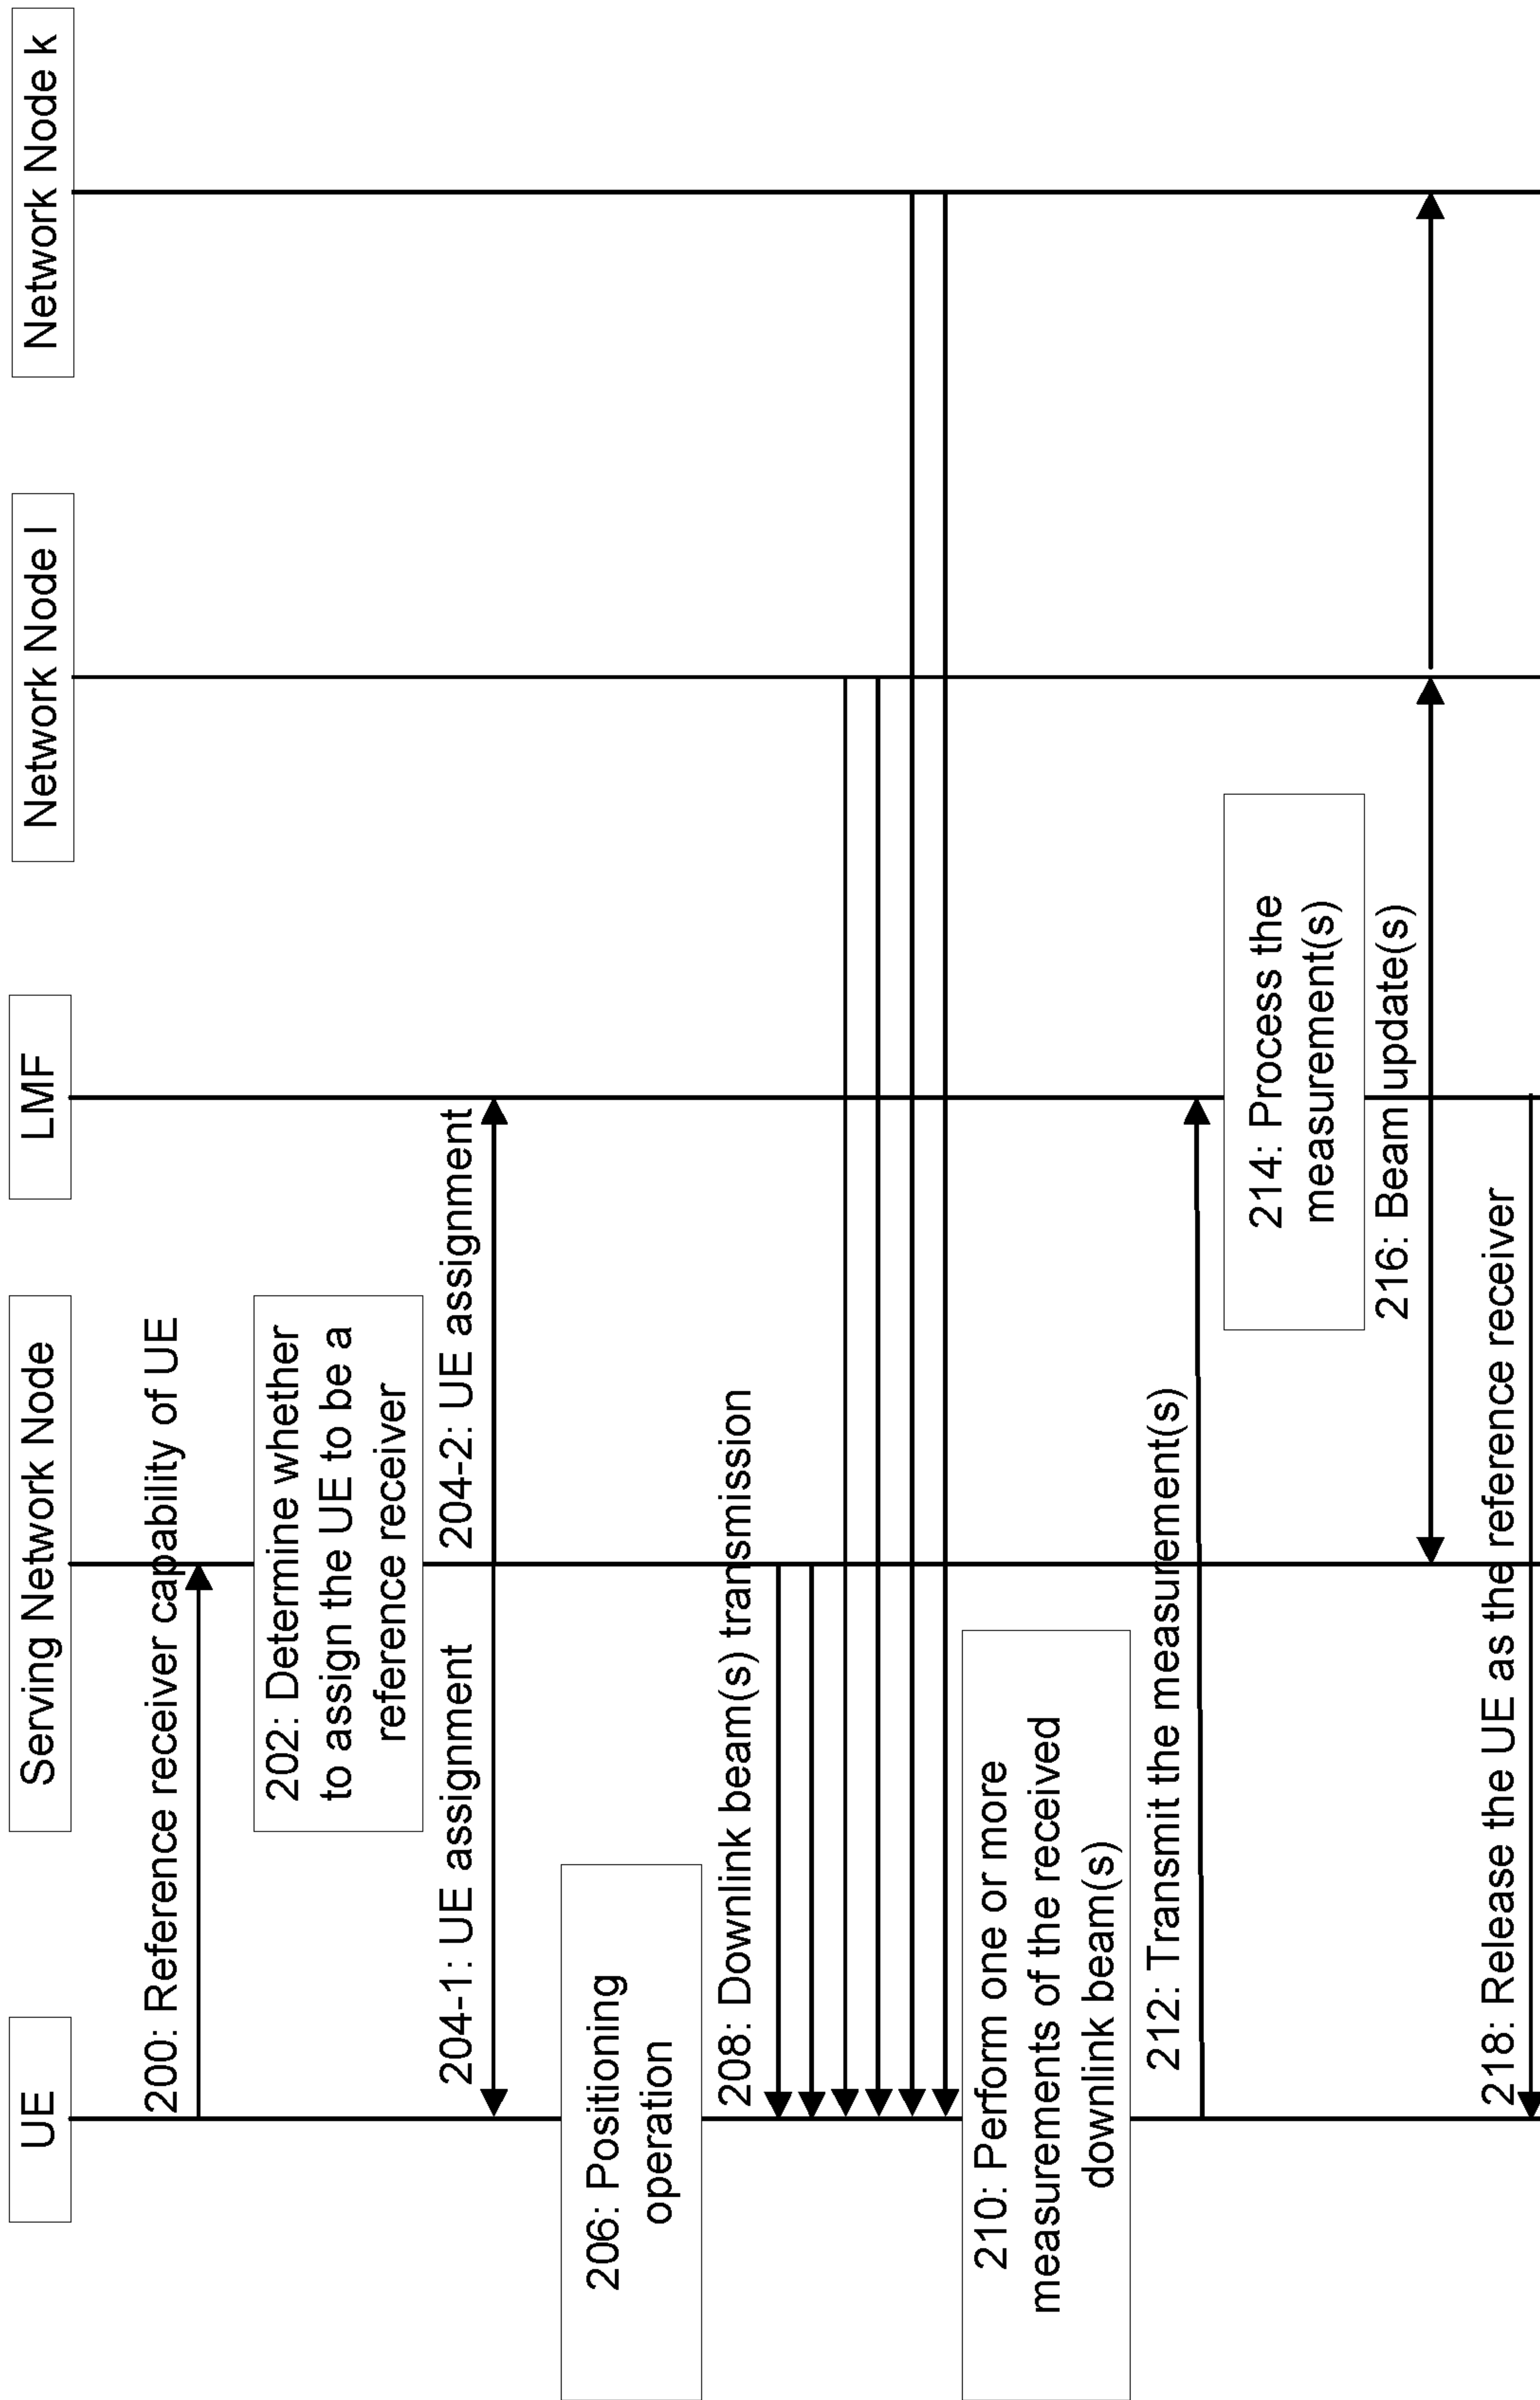 UE
Serving Network Node
LMF
Network Node l
Network Node k
200: Reference receiver capability of UE
202: Determine whether
to assign the UE to be a
reference receiver
204-1: UE assignment
204-2: UE assignment
206: Positioning
operation
208: Downlink beam(s) transmission
210: Perform one or more
measurements of the received
downlink beam(s)
212: Transmit the measurement(s)
214: Process the
measurement(s)
216: Beam update(s)
218: Release the UE as the reference receiver